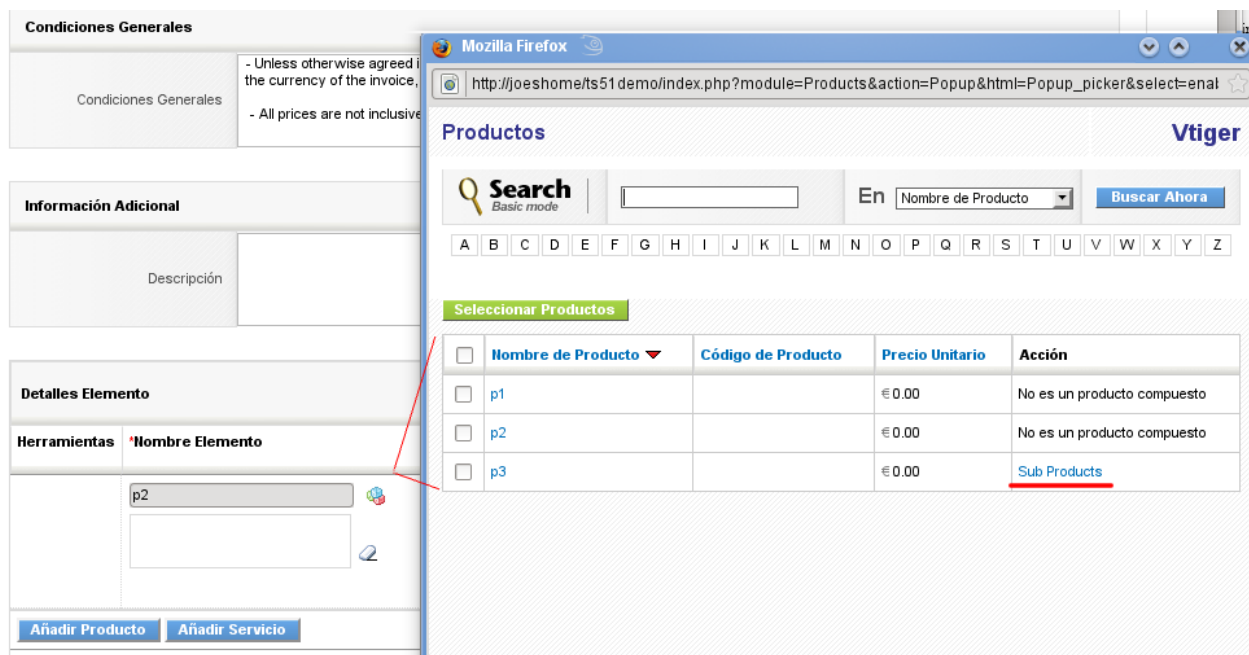 Condiciones Generales
Condiciones Generales
- Unless otherwise agreed i
the currency of the invoice,
- All prices are not inclusive
Información Adicional
Descripción
Detalles Elemento
Herramientas *Nombre Elemento
p2
Añadir Producto Añadir Servicio
Mozilla Firefox
http://joeshome/ts51demo/index.php?module=Products&action=Popup&html=Popup_picker&select=enal
Productos Vtiger
Search
Basic mode
En Nombre de Producto Buscar Ahora
A B C D E F G H I J K L M N O P Q R S T U V W X Y Z
Seleccionar Productos
Nombre de Producto Código de Producto Precio Unitario Acción
p1 €0.00 No es un producto compuesto
p2 €0.00 No es un producto compuesto
p3 €0.00 Sub Products